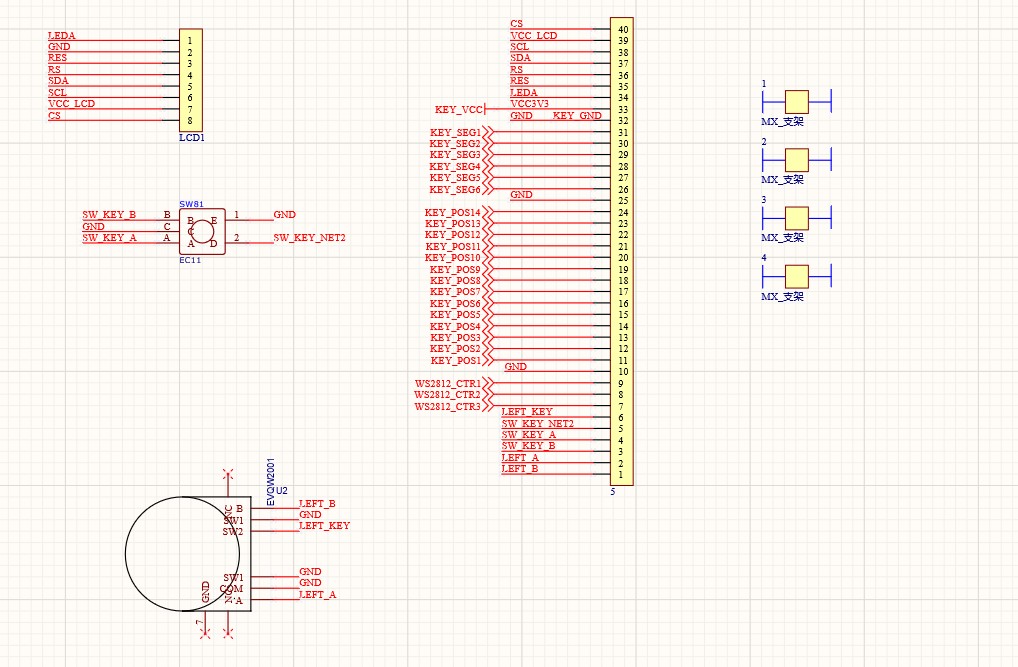 LEDA
GND
RES
RS
SDA
SCL
VCC_LCD
CS
1
2
3
4
5
6
7
8
LCD1
SW81
SW_KEY_B B
GND C
SW_KEY_A A
B E
C
A D
1 GND
2 SW_KEY_NET2
EC11
CS 40
VCC_LCD 39
SCL 38
SDA 37
RS 36
RES 35
LEDA 34
KEY_VCC VCC3V3 33
GND KEY_GND 32
KEY_SEG1 31
KEY_SEG2 30
KEY_SEG3 29
KEY_SEG4 28
KEY_SEG5 27
KEY_SEG6 26
GND 25
KEY_POS14 24
KEY_POS13 23
KEY_POS12 22
KEY_POS11 21
KEY_POS10 20
KEY_POS9 19
KEY_POS8 18
KEY_POS7 17
KEY_POS6 16
KEY_POS5 15
KEY_POS4 14
KEY_POS3 13
KEY_POS2 12
KEY_POS1 11
GND 10
WS2812_CTR1 9
WS2812_CTR2 8
WS2812_CTR3 7
LEFT_KEY 6
SW_KEY_NET2 5
SW_KEY_A 4
SW_KEY_B 3
LEFT_A 2
LEFT_B 1
5
1
MX_支架
2
MX_支架
3
MX_支架
4
MX_支架
EVQW2001
U2
NC
B LEFT_B
SW1 GND
SW2 LEFT_KEY
SW1 GND
COM GND
A LEFT_A
GND
NC
7